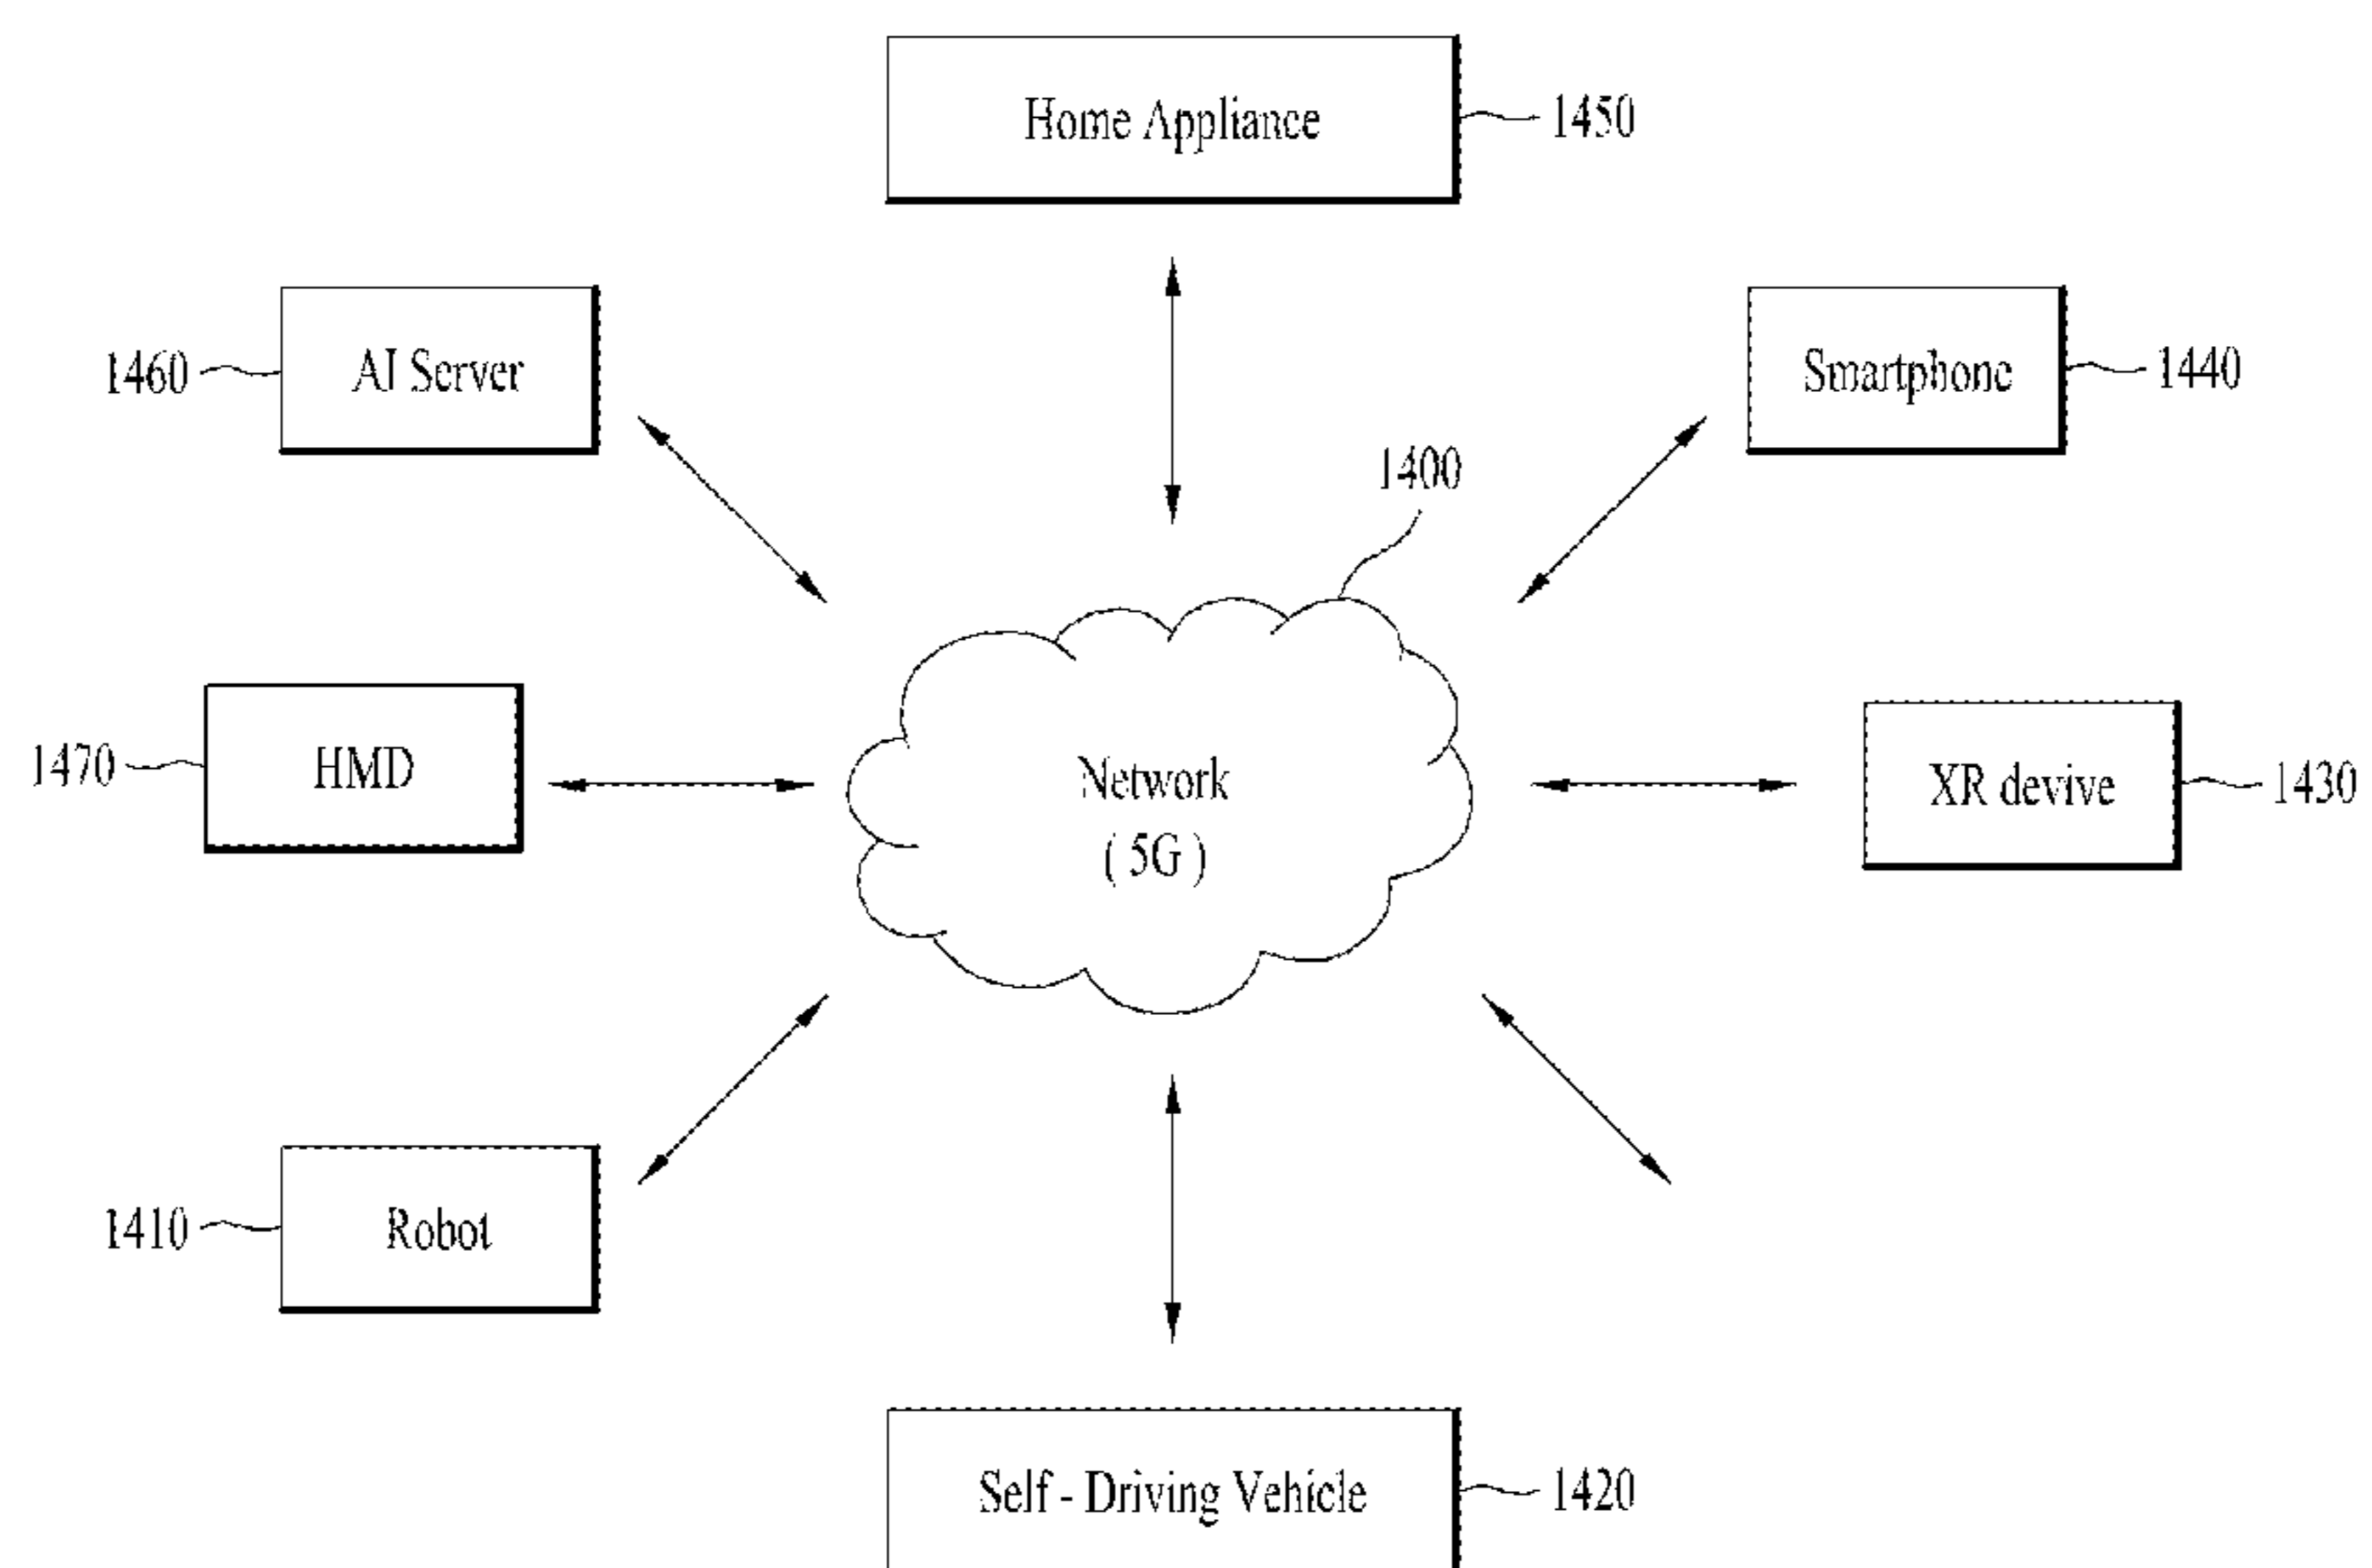 Home Appliance
1450
1460
AI Server
Smartphone
1440
1400
1470
HMD
Network
( 5G )
XR devive
1430
1410
Robot
Self - Driving Vehicle
1420